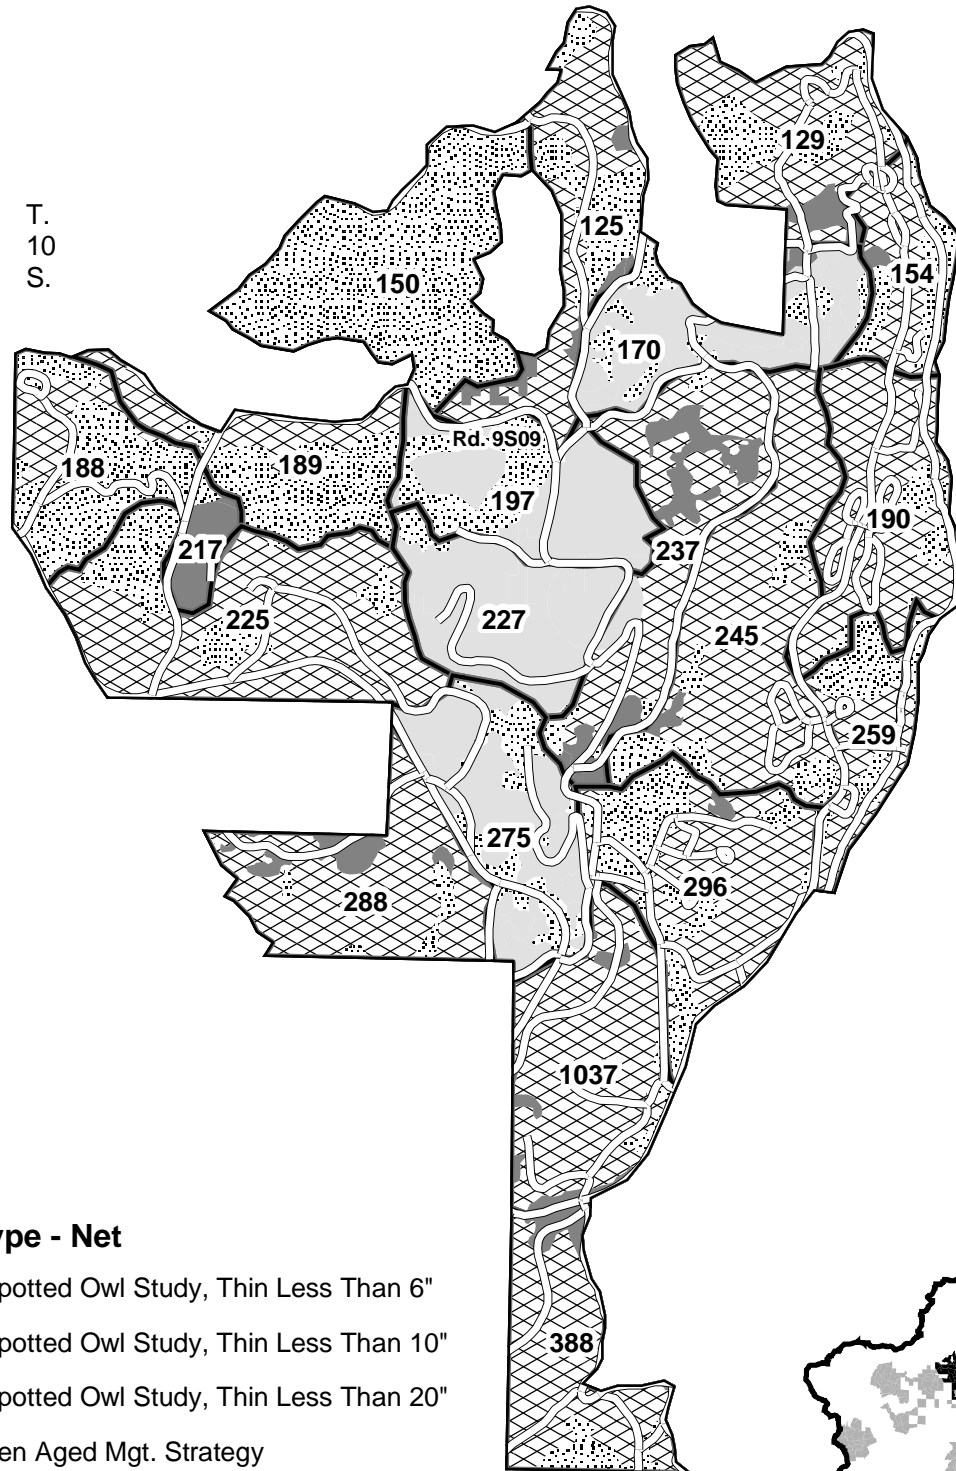 129
T.
10
S.
125
154
150
170
Rd. 9S09
188
189
197
190
217
237
225
227
245
259
275
296
288
1037
ype - Net
potted Owl Study, Thin Less Than 6"
potted Owl Study, Thin Less Than 10"
388
potted Owl Study, Thin Less Than 20"
en Aged Mgt. Strategy